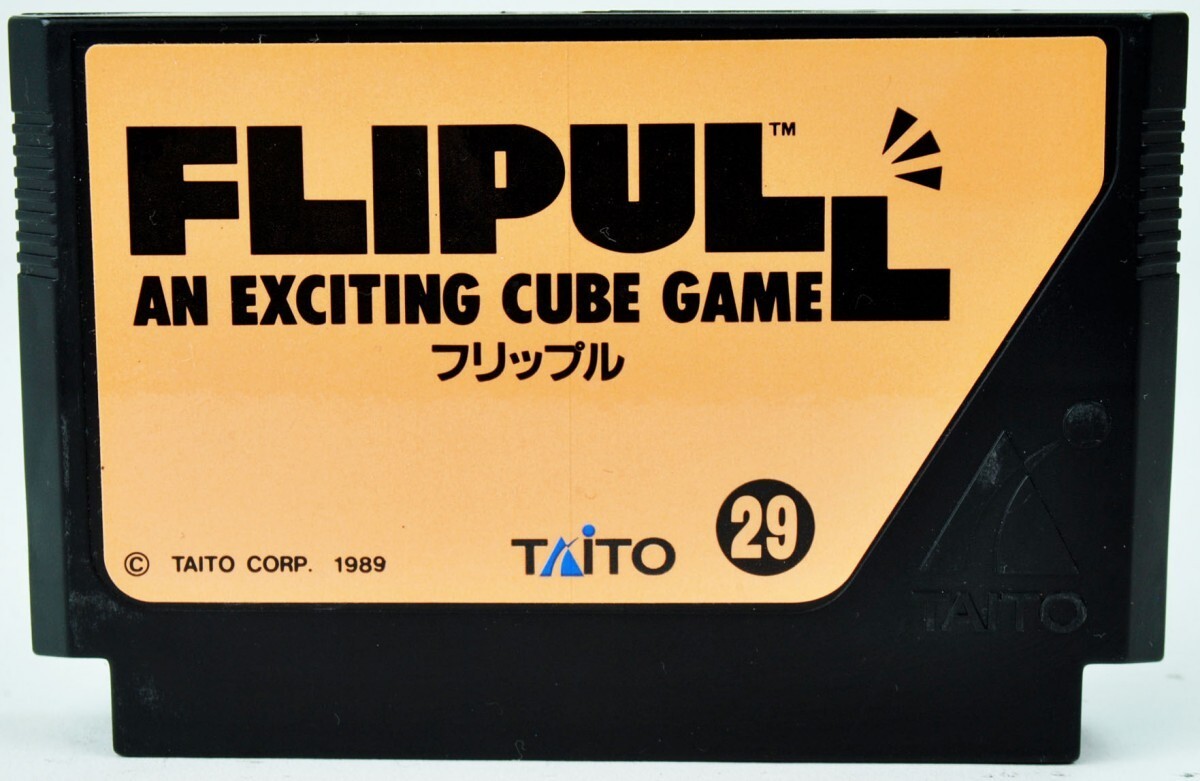 FLIPULL™
AN EXCITING CUBE GAME
フリップル
29
© TAITO CORP. 1989
TAITO
TAITO